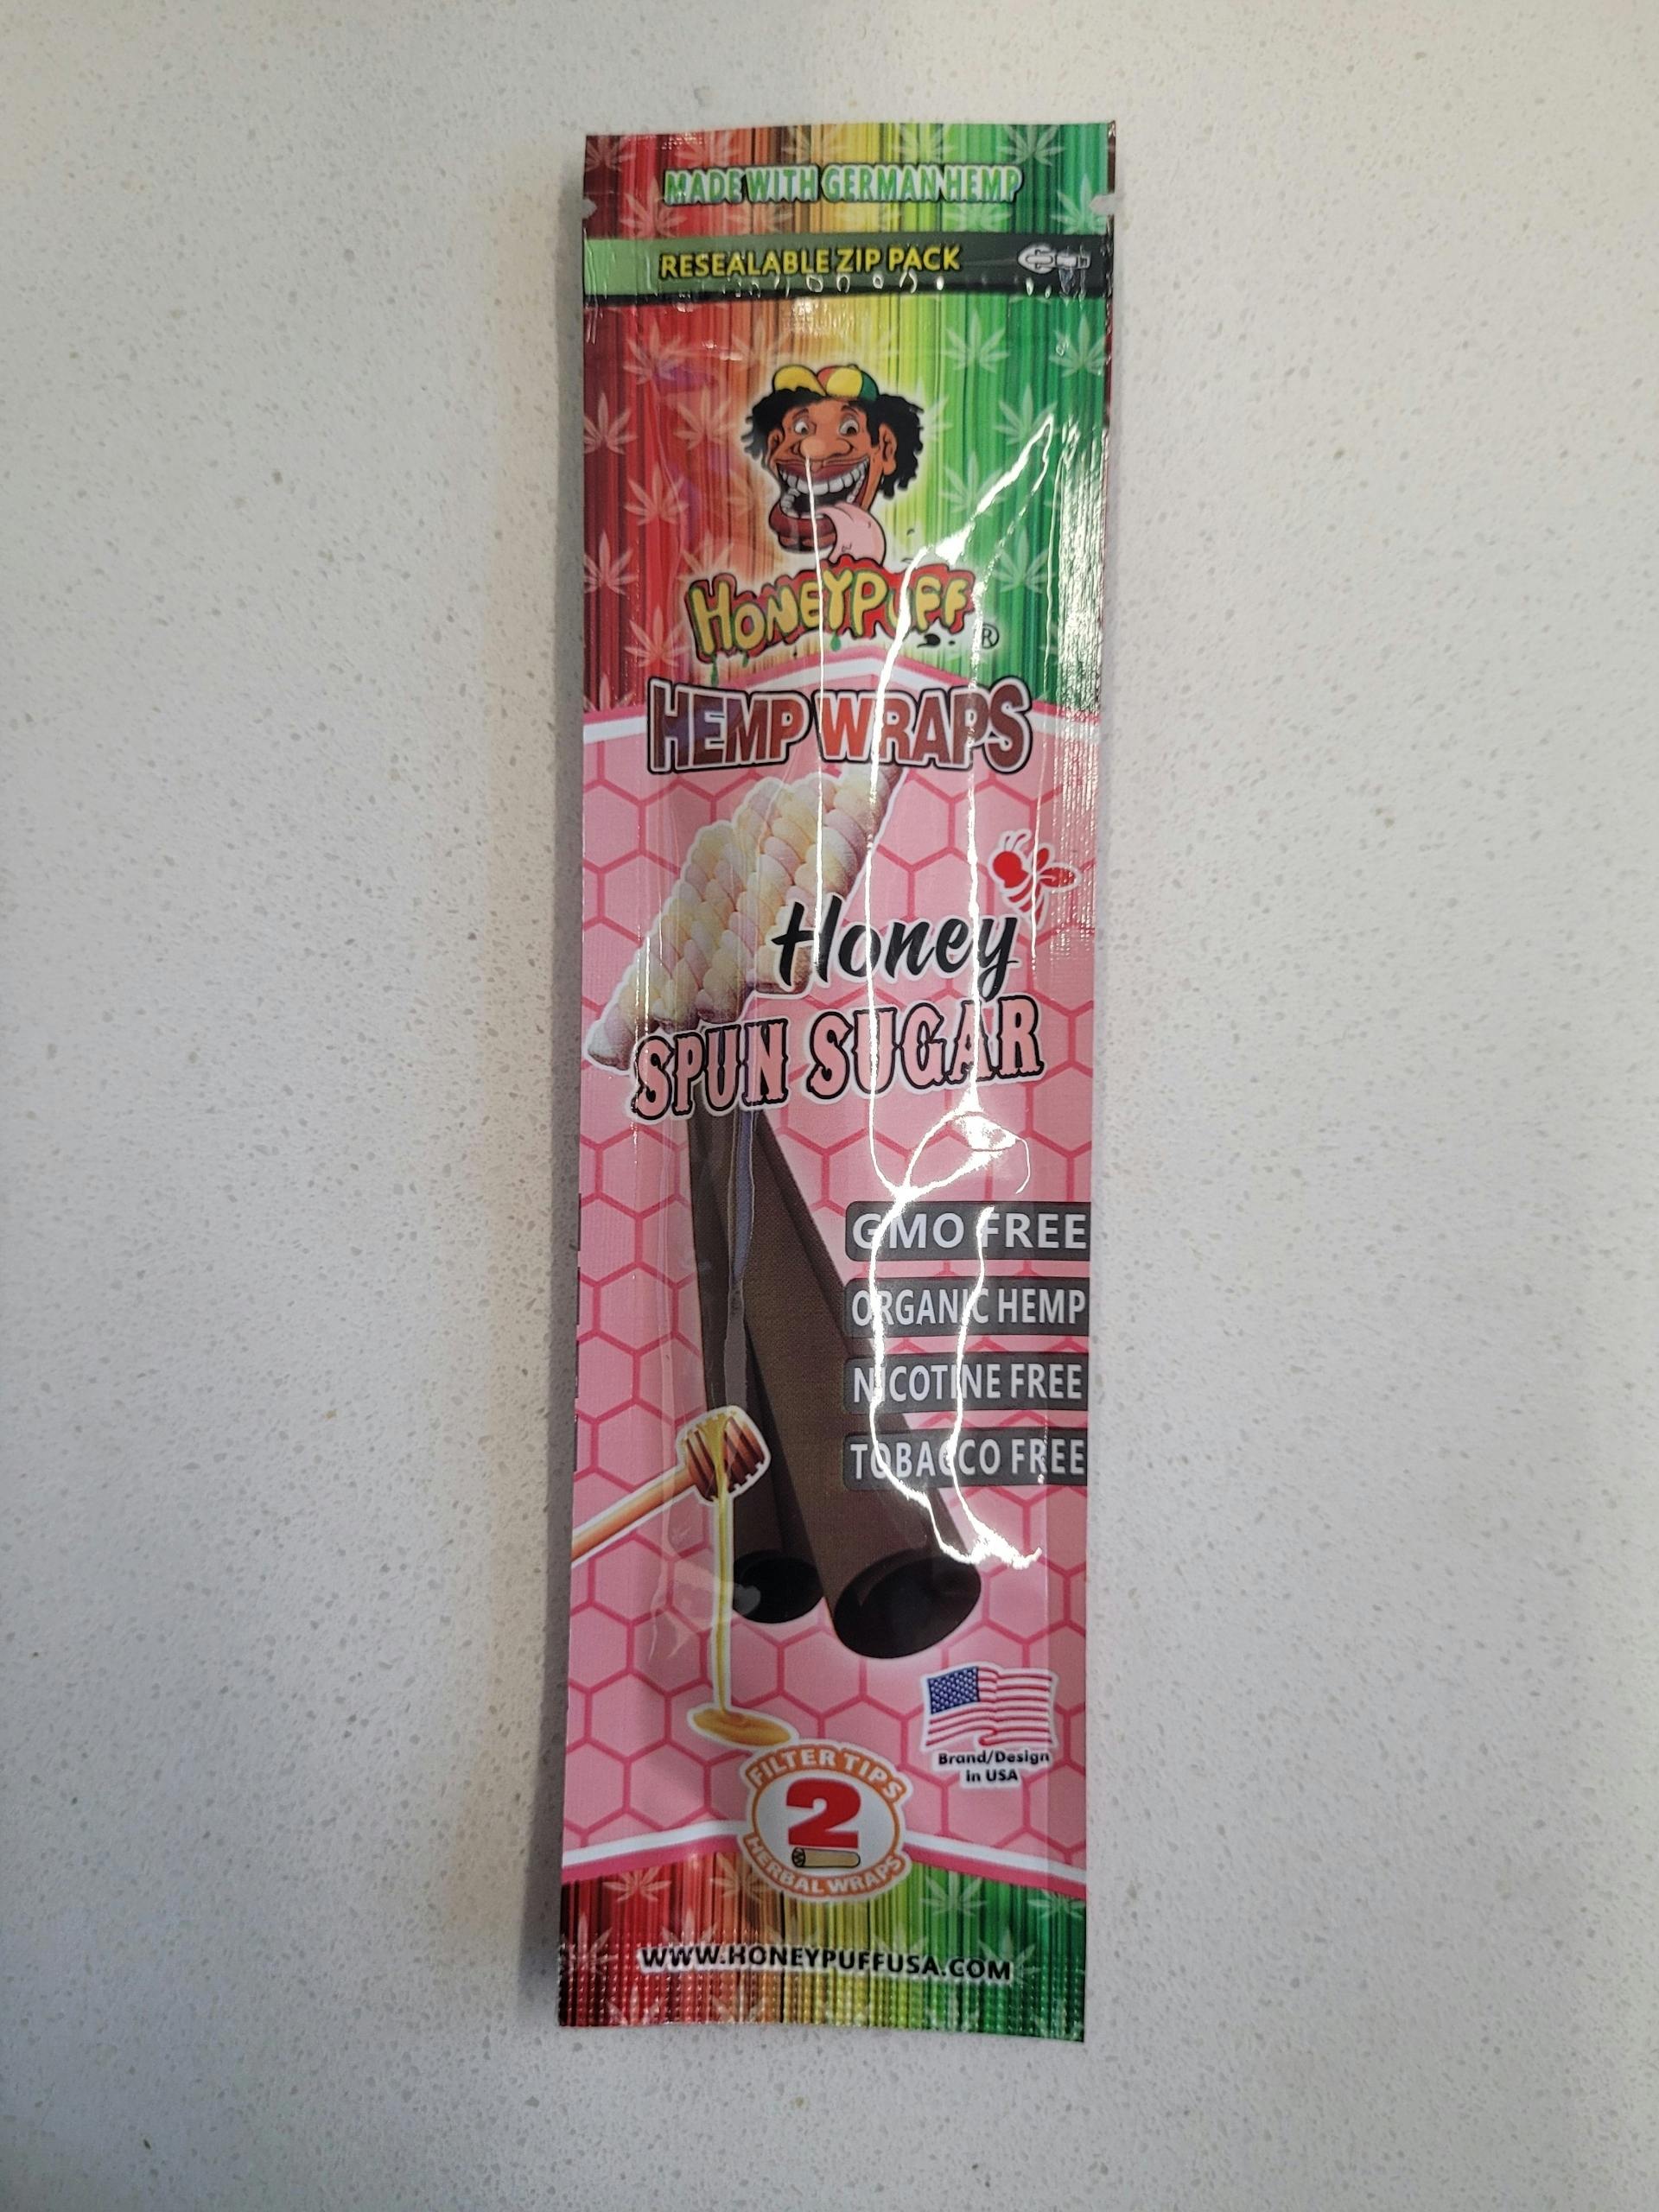 MADE WITH GERMAN HEMP
RESEALABLE ZIP PACK
HONEYPUFF®
HEMP WRAPS
Honey
SPUN SUGAR
GMO FREE
ORGANIC HEMP
NICOTINE FREE
TOBACCO FREE
Brand/Design
in USA
FILTER TIPS
2
HERBAL WRAPS
WWW.HONEYPUFFUSA.COM